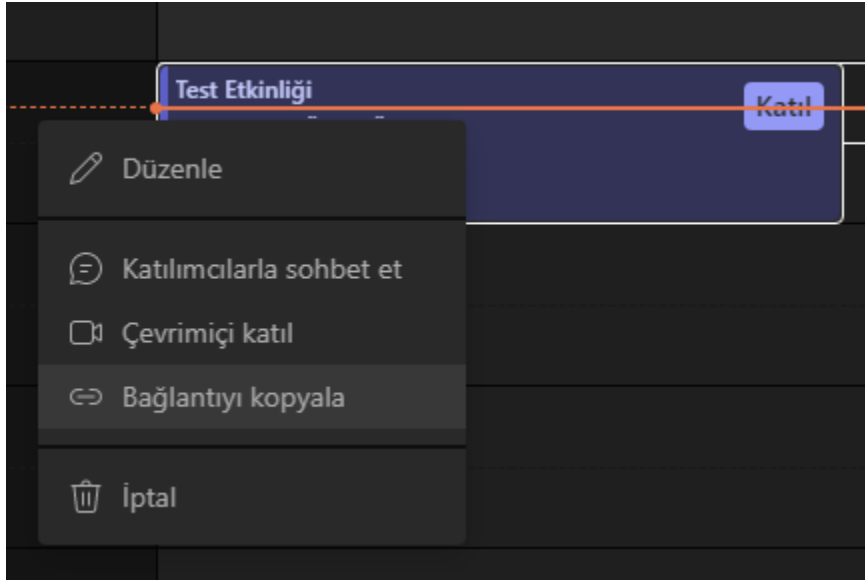 Test Etkinliği
Katıl
Düzenle
Katılımcılarla sohbet et
Çevrimiçi katıl
Bağlantıyı kopyala
İptal